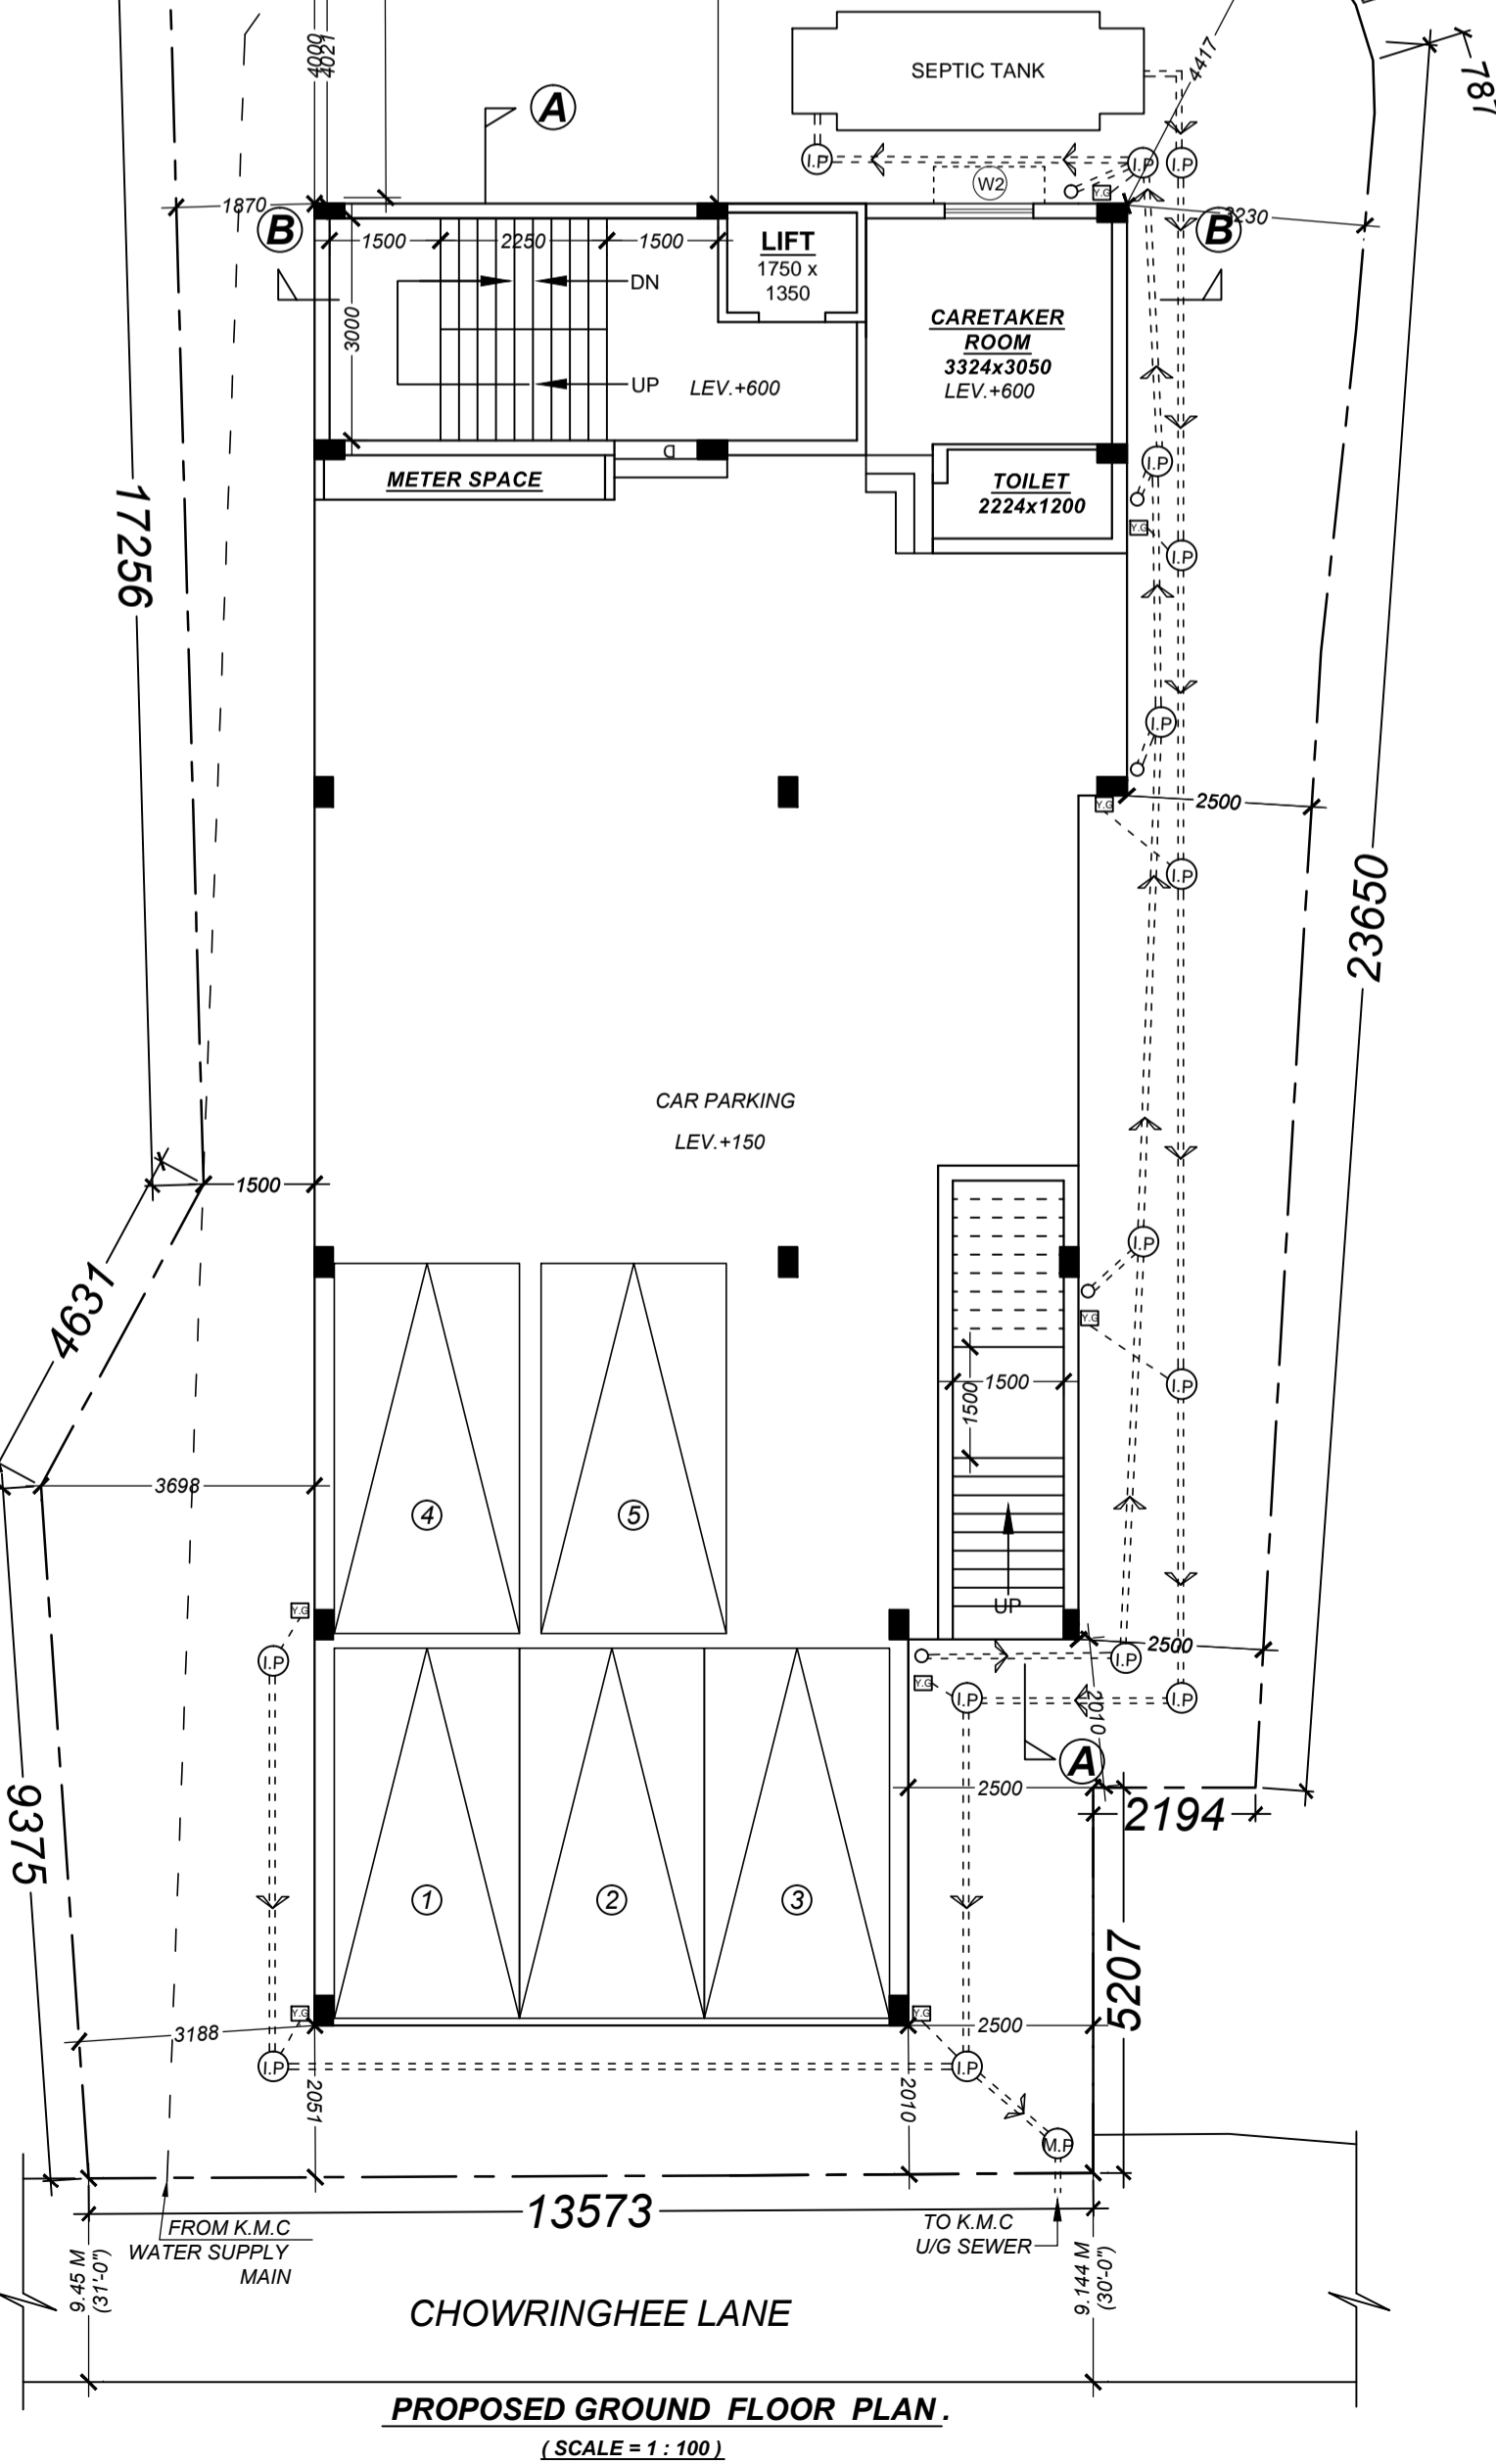 4000
4021
SEPTIC TANK
4417
787
A
I.P
I.P
I.P
W2
Y.G
1870
B
3230
B
1500
2250
1500
LIFT
1750 x
1350
DN
3000
CARETAKER
ROOM
3324x3050
LEV.+600
UP
LEV.+600
D
METER SPACE
TOILET
2224x1200
I.P
Y.G
I.P
17256
I.P
2500
Y.G
I.P
23650
CAR PARKING
LEV.+150
1500
I.P
4631
Y.G
1500
1500
I.P
3698
4
5
UP
Y.G
I.P
2500
I.P
Y.G
I.P
I.P
2010
A
2500
2194
9375
1
2
3
5207
Y.G
Y.G
3188
2500
I.P
I.P
2051
2010
M.P
13573
FROM K.M.C
WATER SUPPLY
MAIN
TO K.M.C
U/G SEWER
9.45 M
(31'-0")
9.144 M
(30'-0")
CHOWRINGHEE LANE
PROPOSED GROUND FLOOR PLAN.
( SCALE = 1 : 100 )